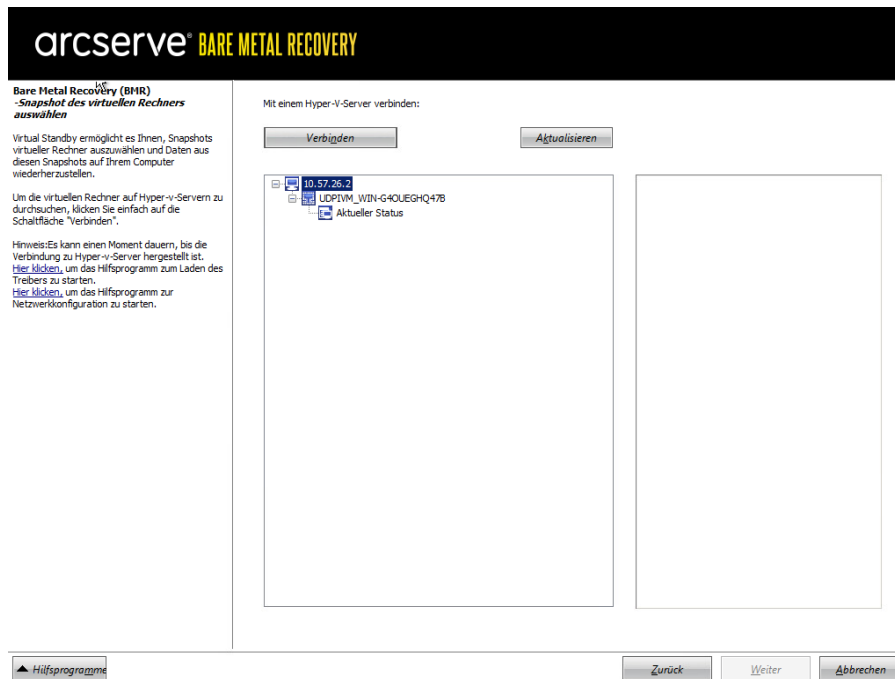 arcserve® BARE METAL RECOVERY
Bare Metal Recovery (BMR)
-Snapshot des virtuellen Rechners
auswählen
Virtual Standby ermöglicht es Ihnen, Snapshots
virtueller Rechner auszuwählen und Daten aus
diesen Snapshots auf Ihrem Computer
wiederherzustellen.
Um die virtuellen Rechner auf Hyper-v-Servern zu
durchsuchen, klicken Sie einfach auf die
Schaltfläche "Verbinden".
Hinweis:Es kann einen Moment dauern, bis die
Verbindung zu Hyper-v-Server hergestellt ist.
Hier klicken, um das Hilfsprogramm zum Laden des
Treibers zu starten.
Hier klicken, um das Hilfsprogramm zur
Netzwerkkonfiguration zu starten.
Mit einem Hyper-V-Server verbinden:
Verbinden
Aktualisieren
10.57.26.2
UDPIVM_WIN-G4OUEGHQ47B
Aktueller Status
Hilfsprogramme
Zurück
Weiter
Abbrechen